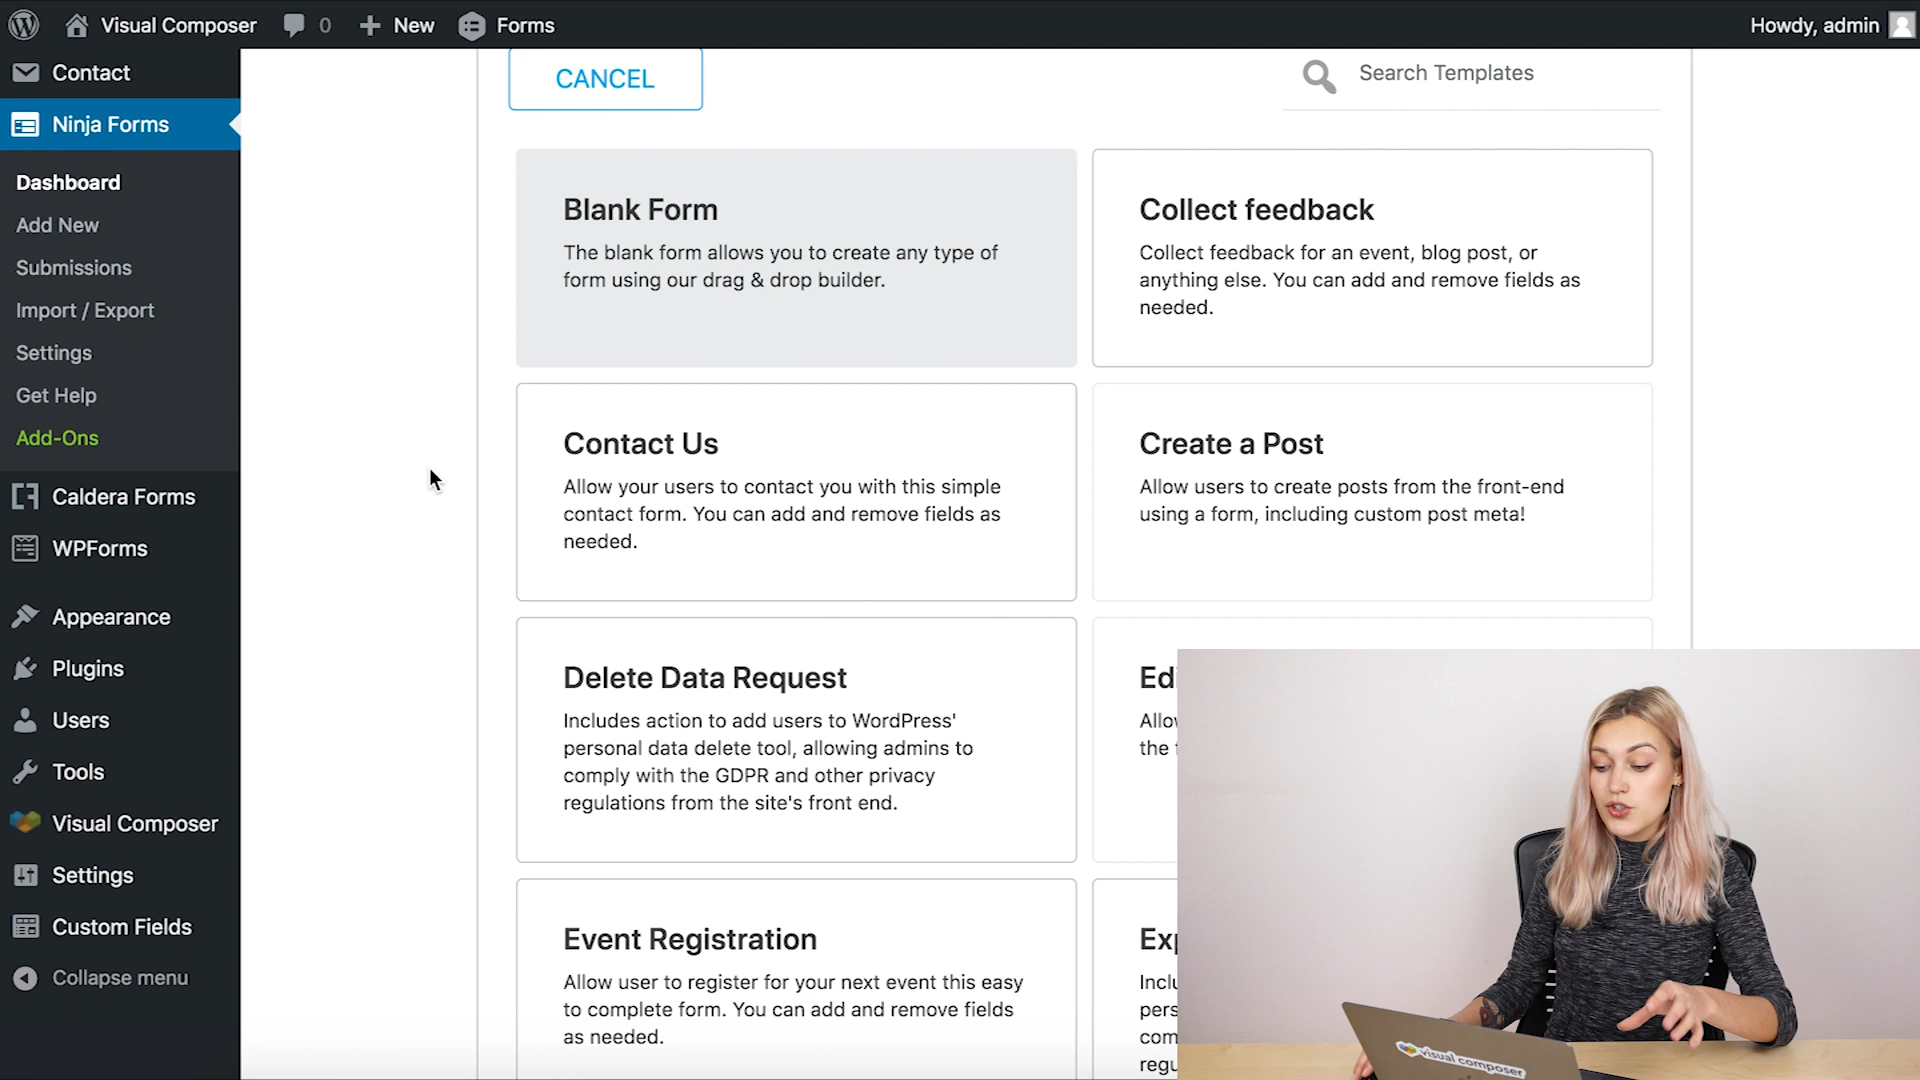 Visual Composer
0
New
Forms
Howdy, admin
Contact
Ninja Forms
Dashboard
Add New
Submissions
Import / Export
Settings
Get Help
Add-Ons
Caldera Forms
WPForms
Appearance
Plugins
Users
Tools
Visual Composer
Settings
Custom Fields
Collapse menu
CANCEL
Search Templates
Blank Form
The blank form allows you to create any type of
form using our drag & drop builder.
Collect feedback
Collect feedback for an event, blog post, or
anything else. You can add and remove fields as
needed.
Contact Us
Allow your users to contact you with this simple
contact form. You can add and remove fields as
needed.
Create a Post
Allow users to create posts from the front-end
using a form, including custom post meta!
Delete Data Request
Includes action to add users to WordPress'
personal data delete tool, allowing admins to
comply with the GDPR and other privacy
regulations from the site's front end.
Edi
Allo
the
Event Registration
Allow user to register for your next event this easy
to complete form. You can add and remove fields
as needed.
Exp
Inclu
pers
com
regu
visual composer